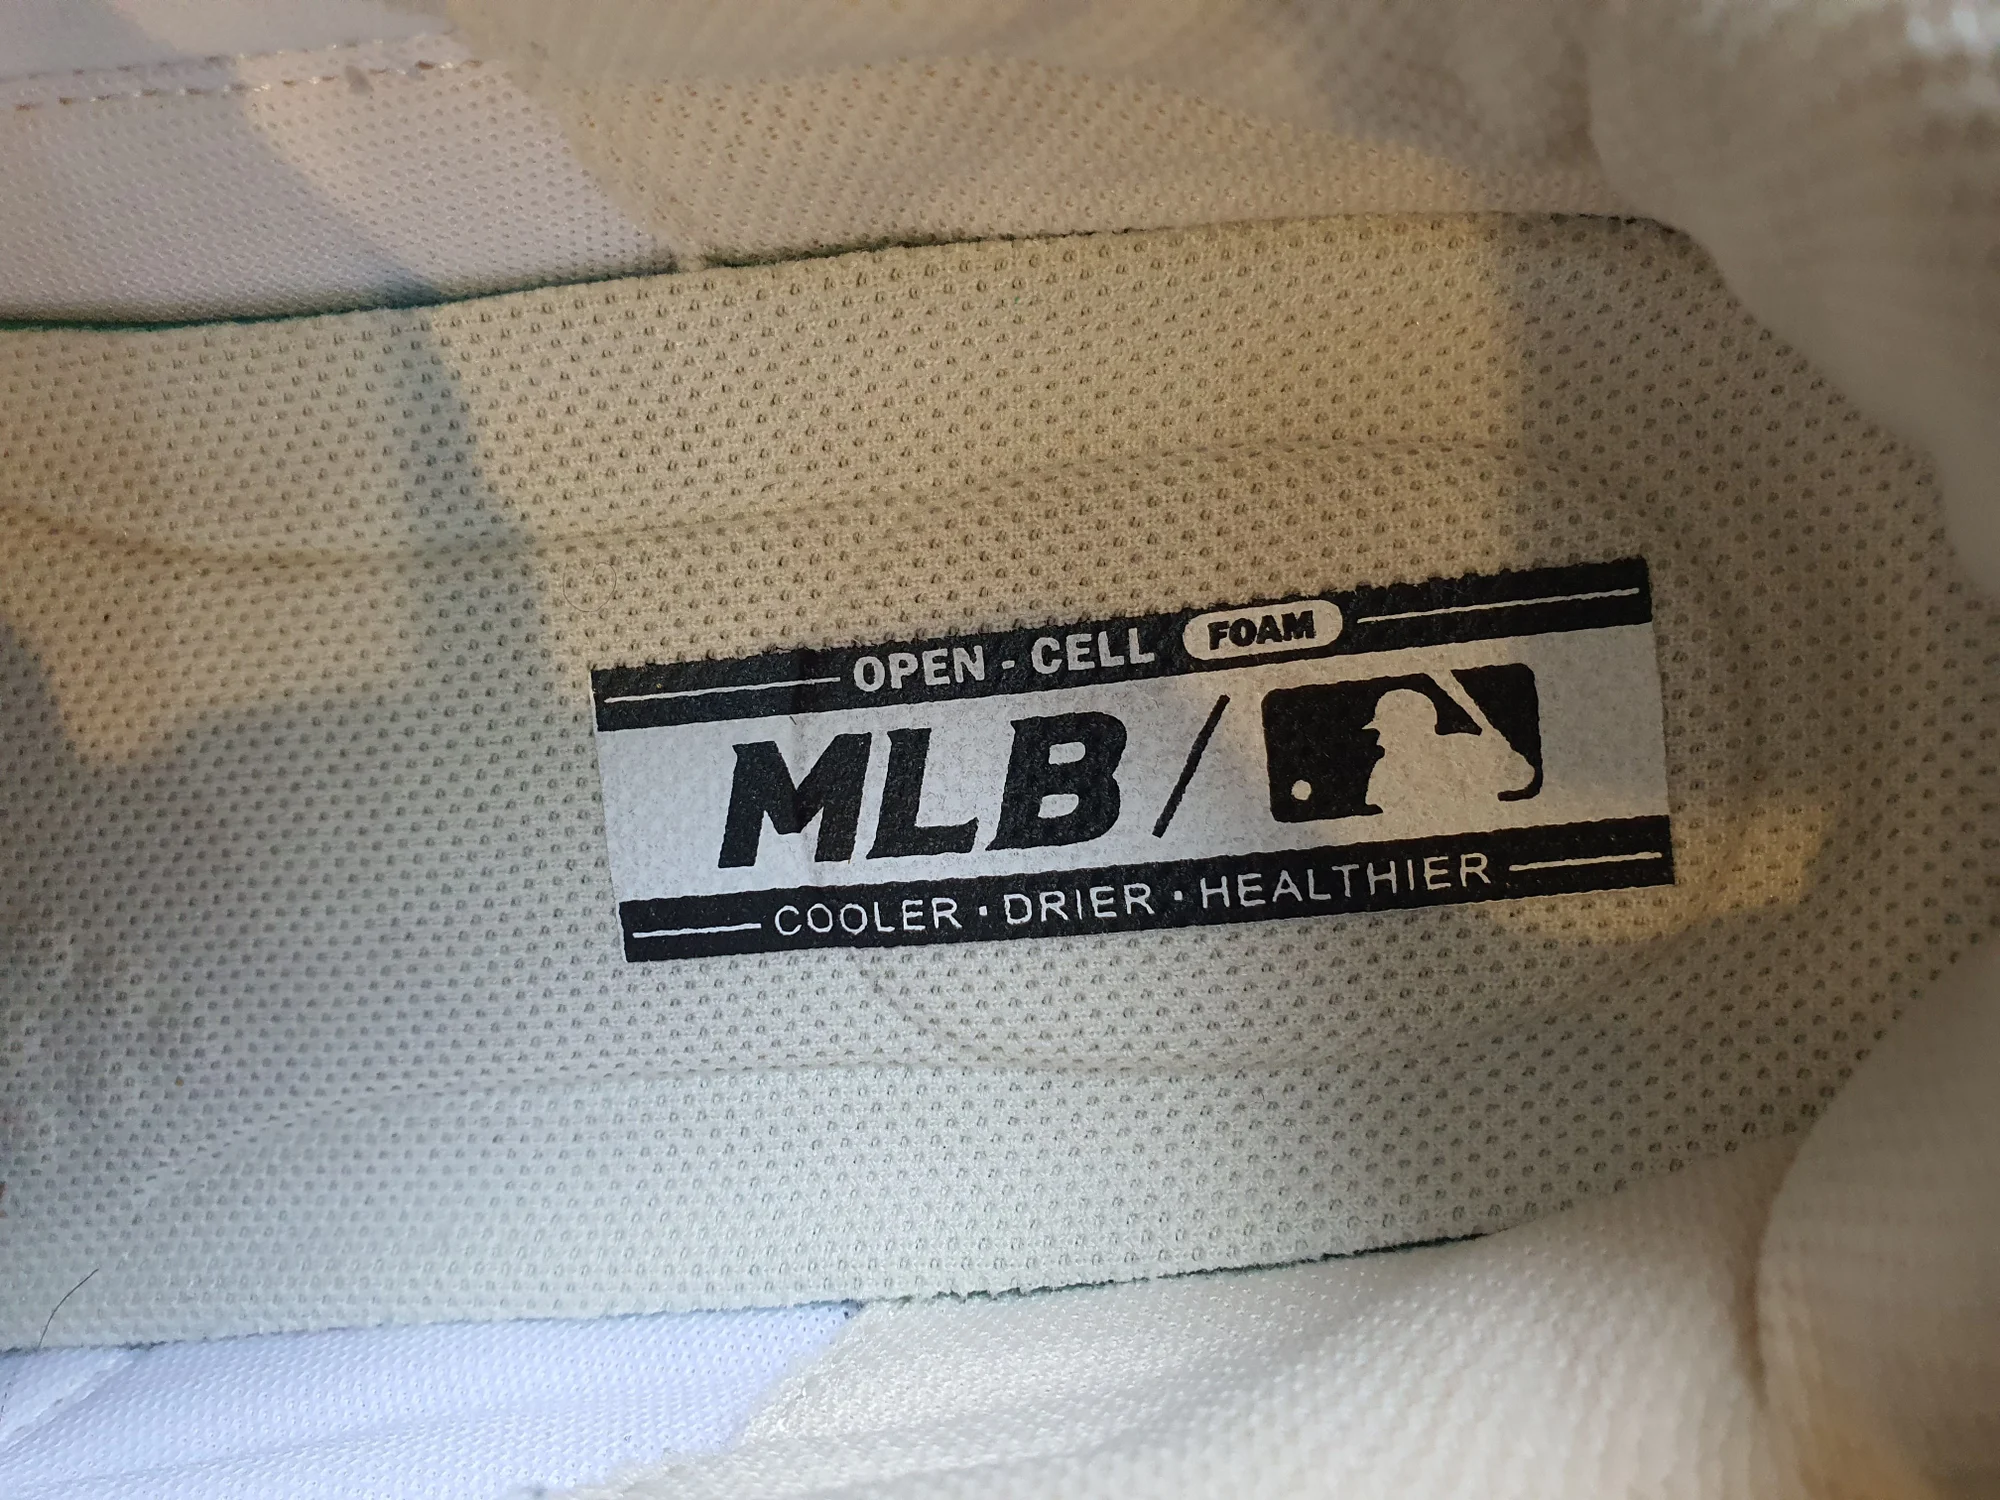 OPEN - CELL FOAM
MLB /
COOLER · DRIER · HEALTHIER